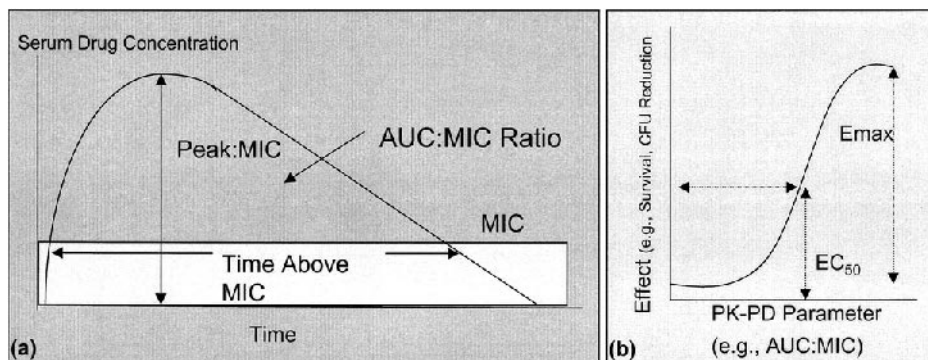 Serum Drug Concentration
Peak:MIC
AUC:MIC Ratio
MIC
Time Above
MIC
Time
(a)
Effect (e.g., Survival, CFU Reduction
Emax
EC50
PK-PD Parameter
(e.g., AUC:MIC)
(b)